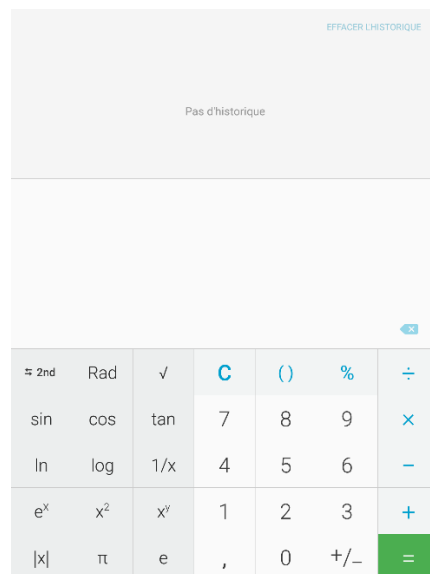 EFFACER L'HISTORIQUE
Pas d'historique
⇆ 2nd Rad √ C ( ) % ÷
sin cos tan 7 8 9 ×
ln log 1/x 4 5 6 −
eˣ x² xʸ 1 2 3 +
|x| π e , 0 +/− =